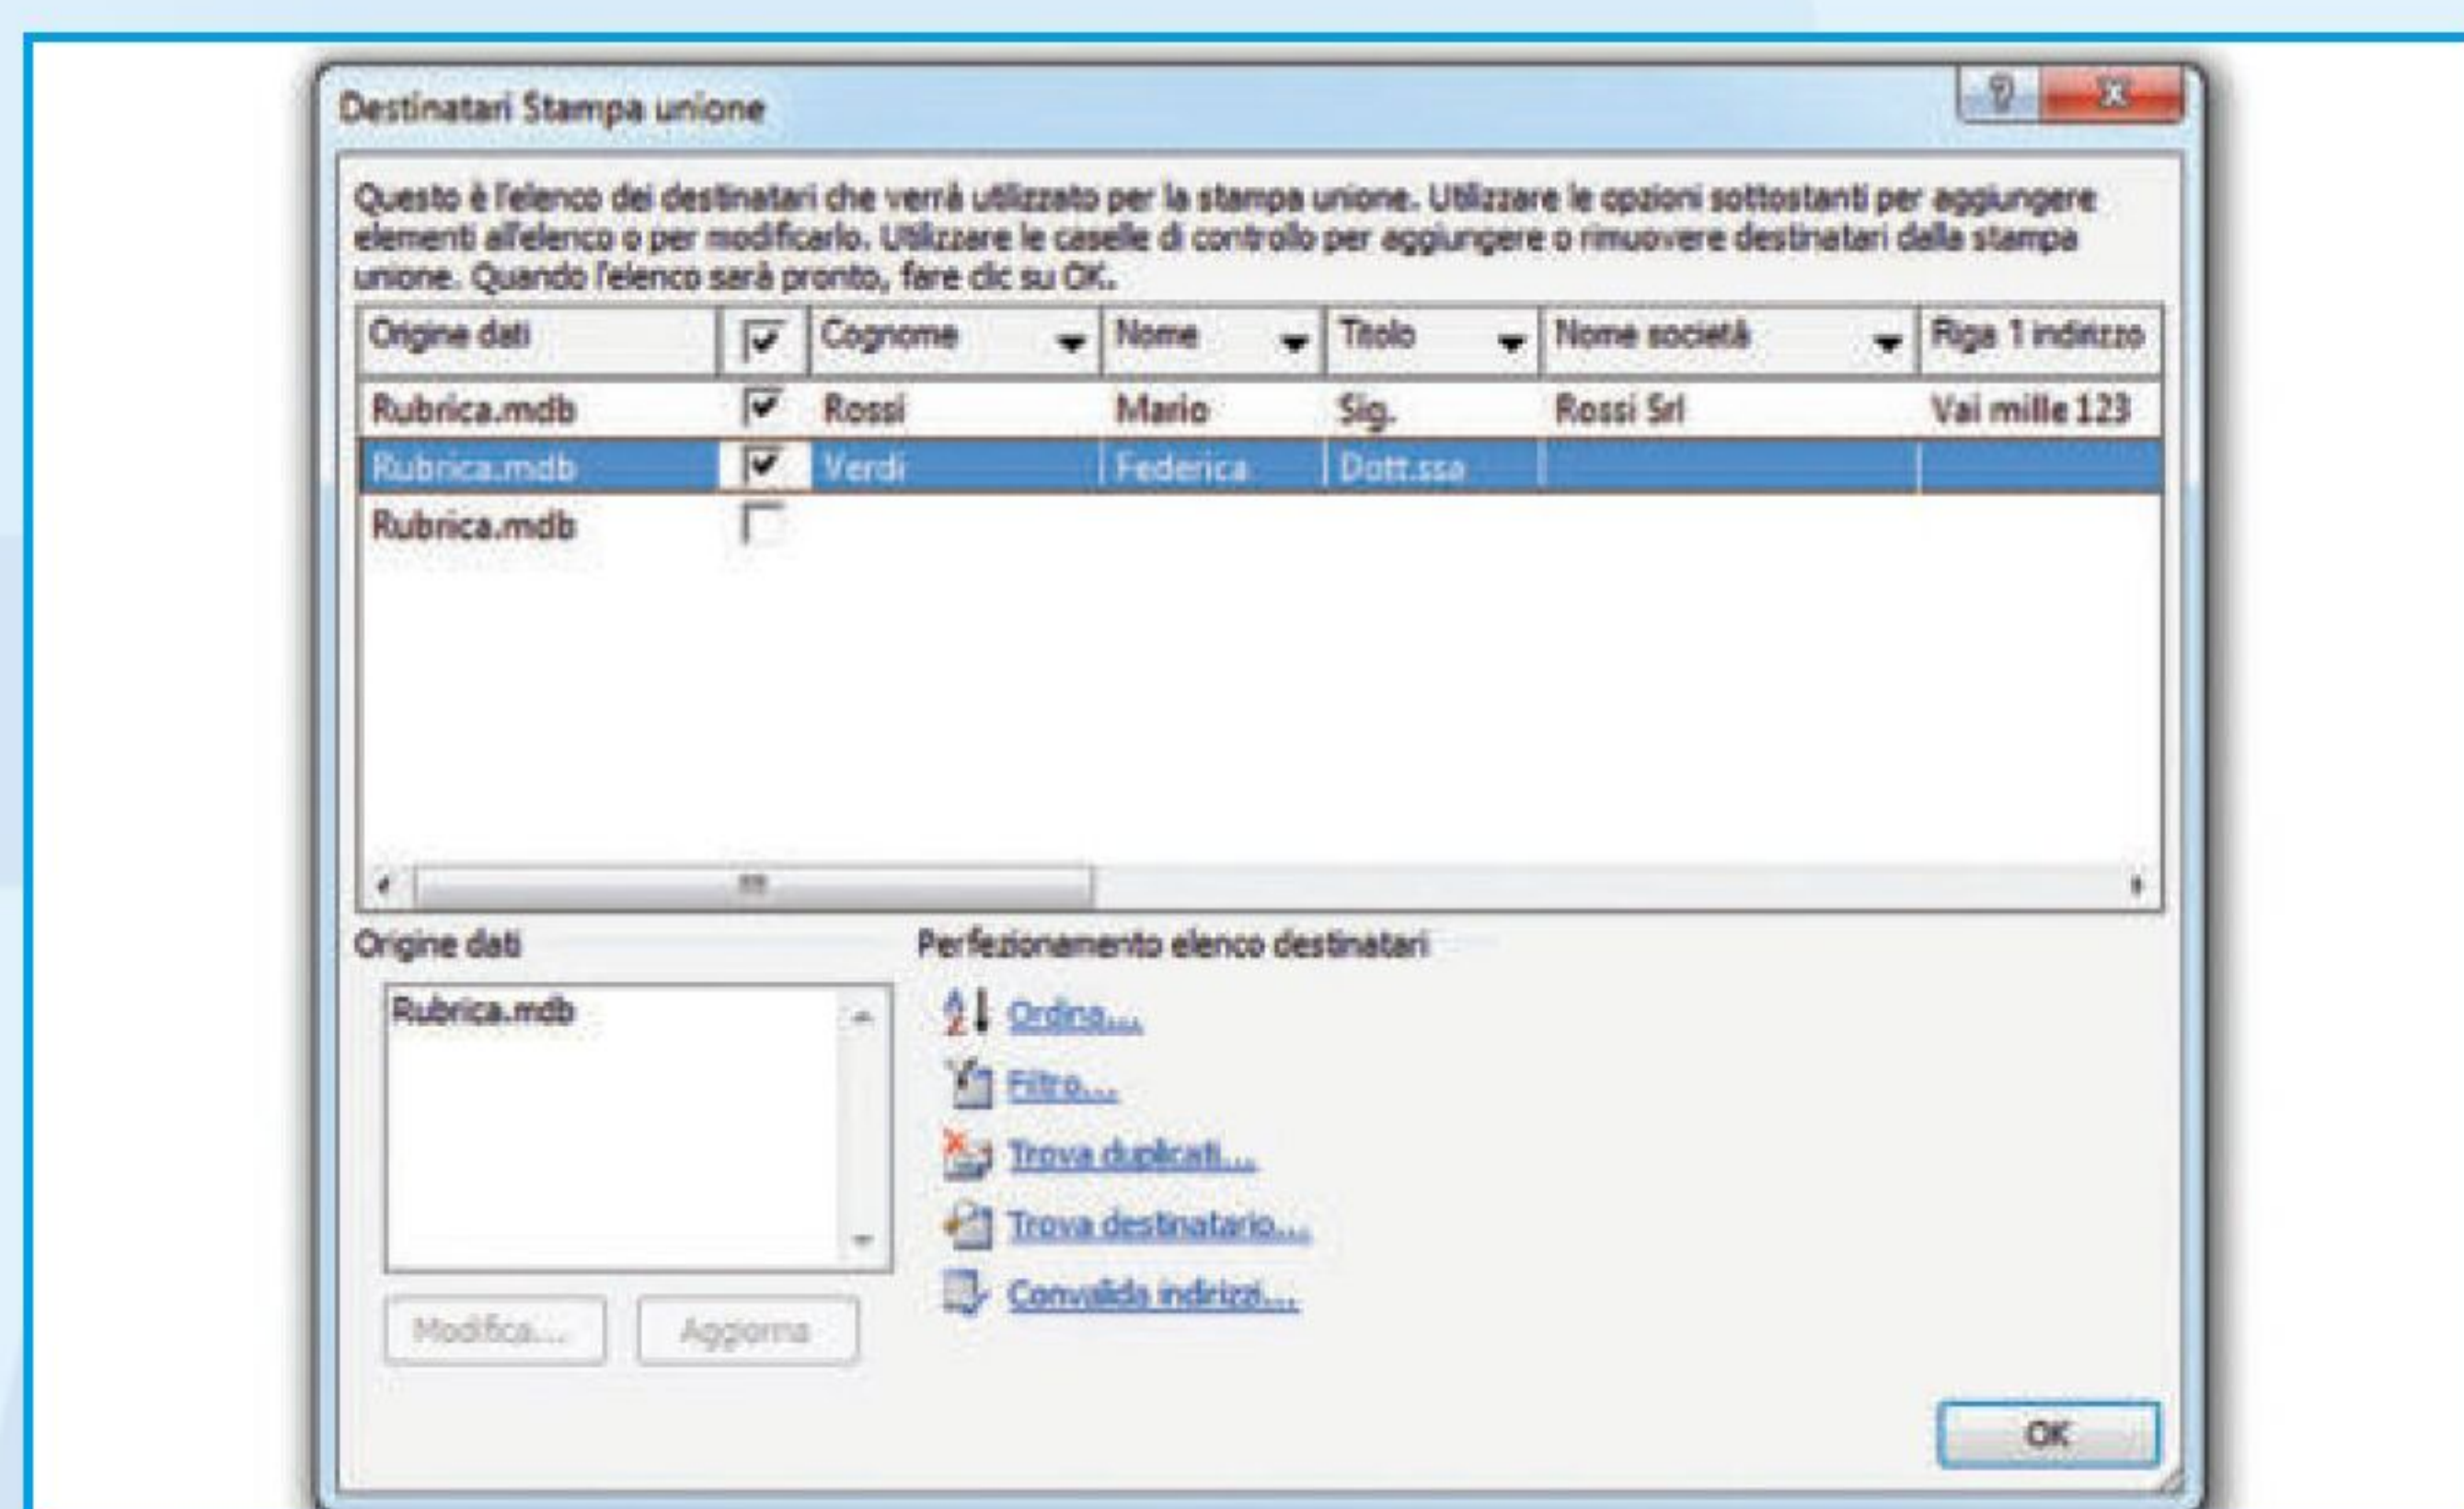 Destinatari Stampa unione
Questo è l'elenco dei destinatari che verrà utilizzato per la stampa unione. Utilizzare le opzioni sottostanti per aggiungere
elementi all'elenco o per modificarlo. Utilizzare le caselle di controllo per aggiungere o rimuovere destinatari dalla stampa
unione. Quando l'elenco sarà pronto, fare clic su OK.
Origine dati Cognome Nome Titolo Nome società Riga 1 indirizzo
Rubrica.mdb Rossi Mario Sig. Rossi Srl Vai mille 123
Rubrica.mdb Verdi Federica Dott.ssa
Rubrica.mdb
Origine dati
Rubrica.mdb
Modifica... Aggiorna
Perfezionamento elenco destinatari
Ordina...
Filtro...
Trova duplicati...
Trova destinatario...
Convalida indirizzi...
OK